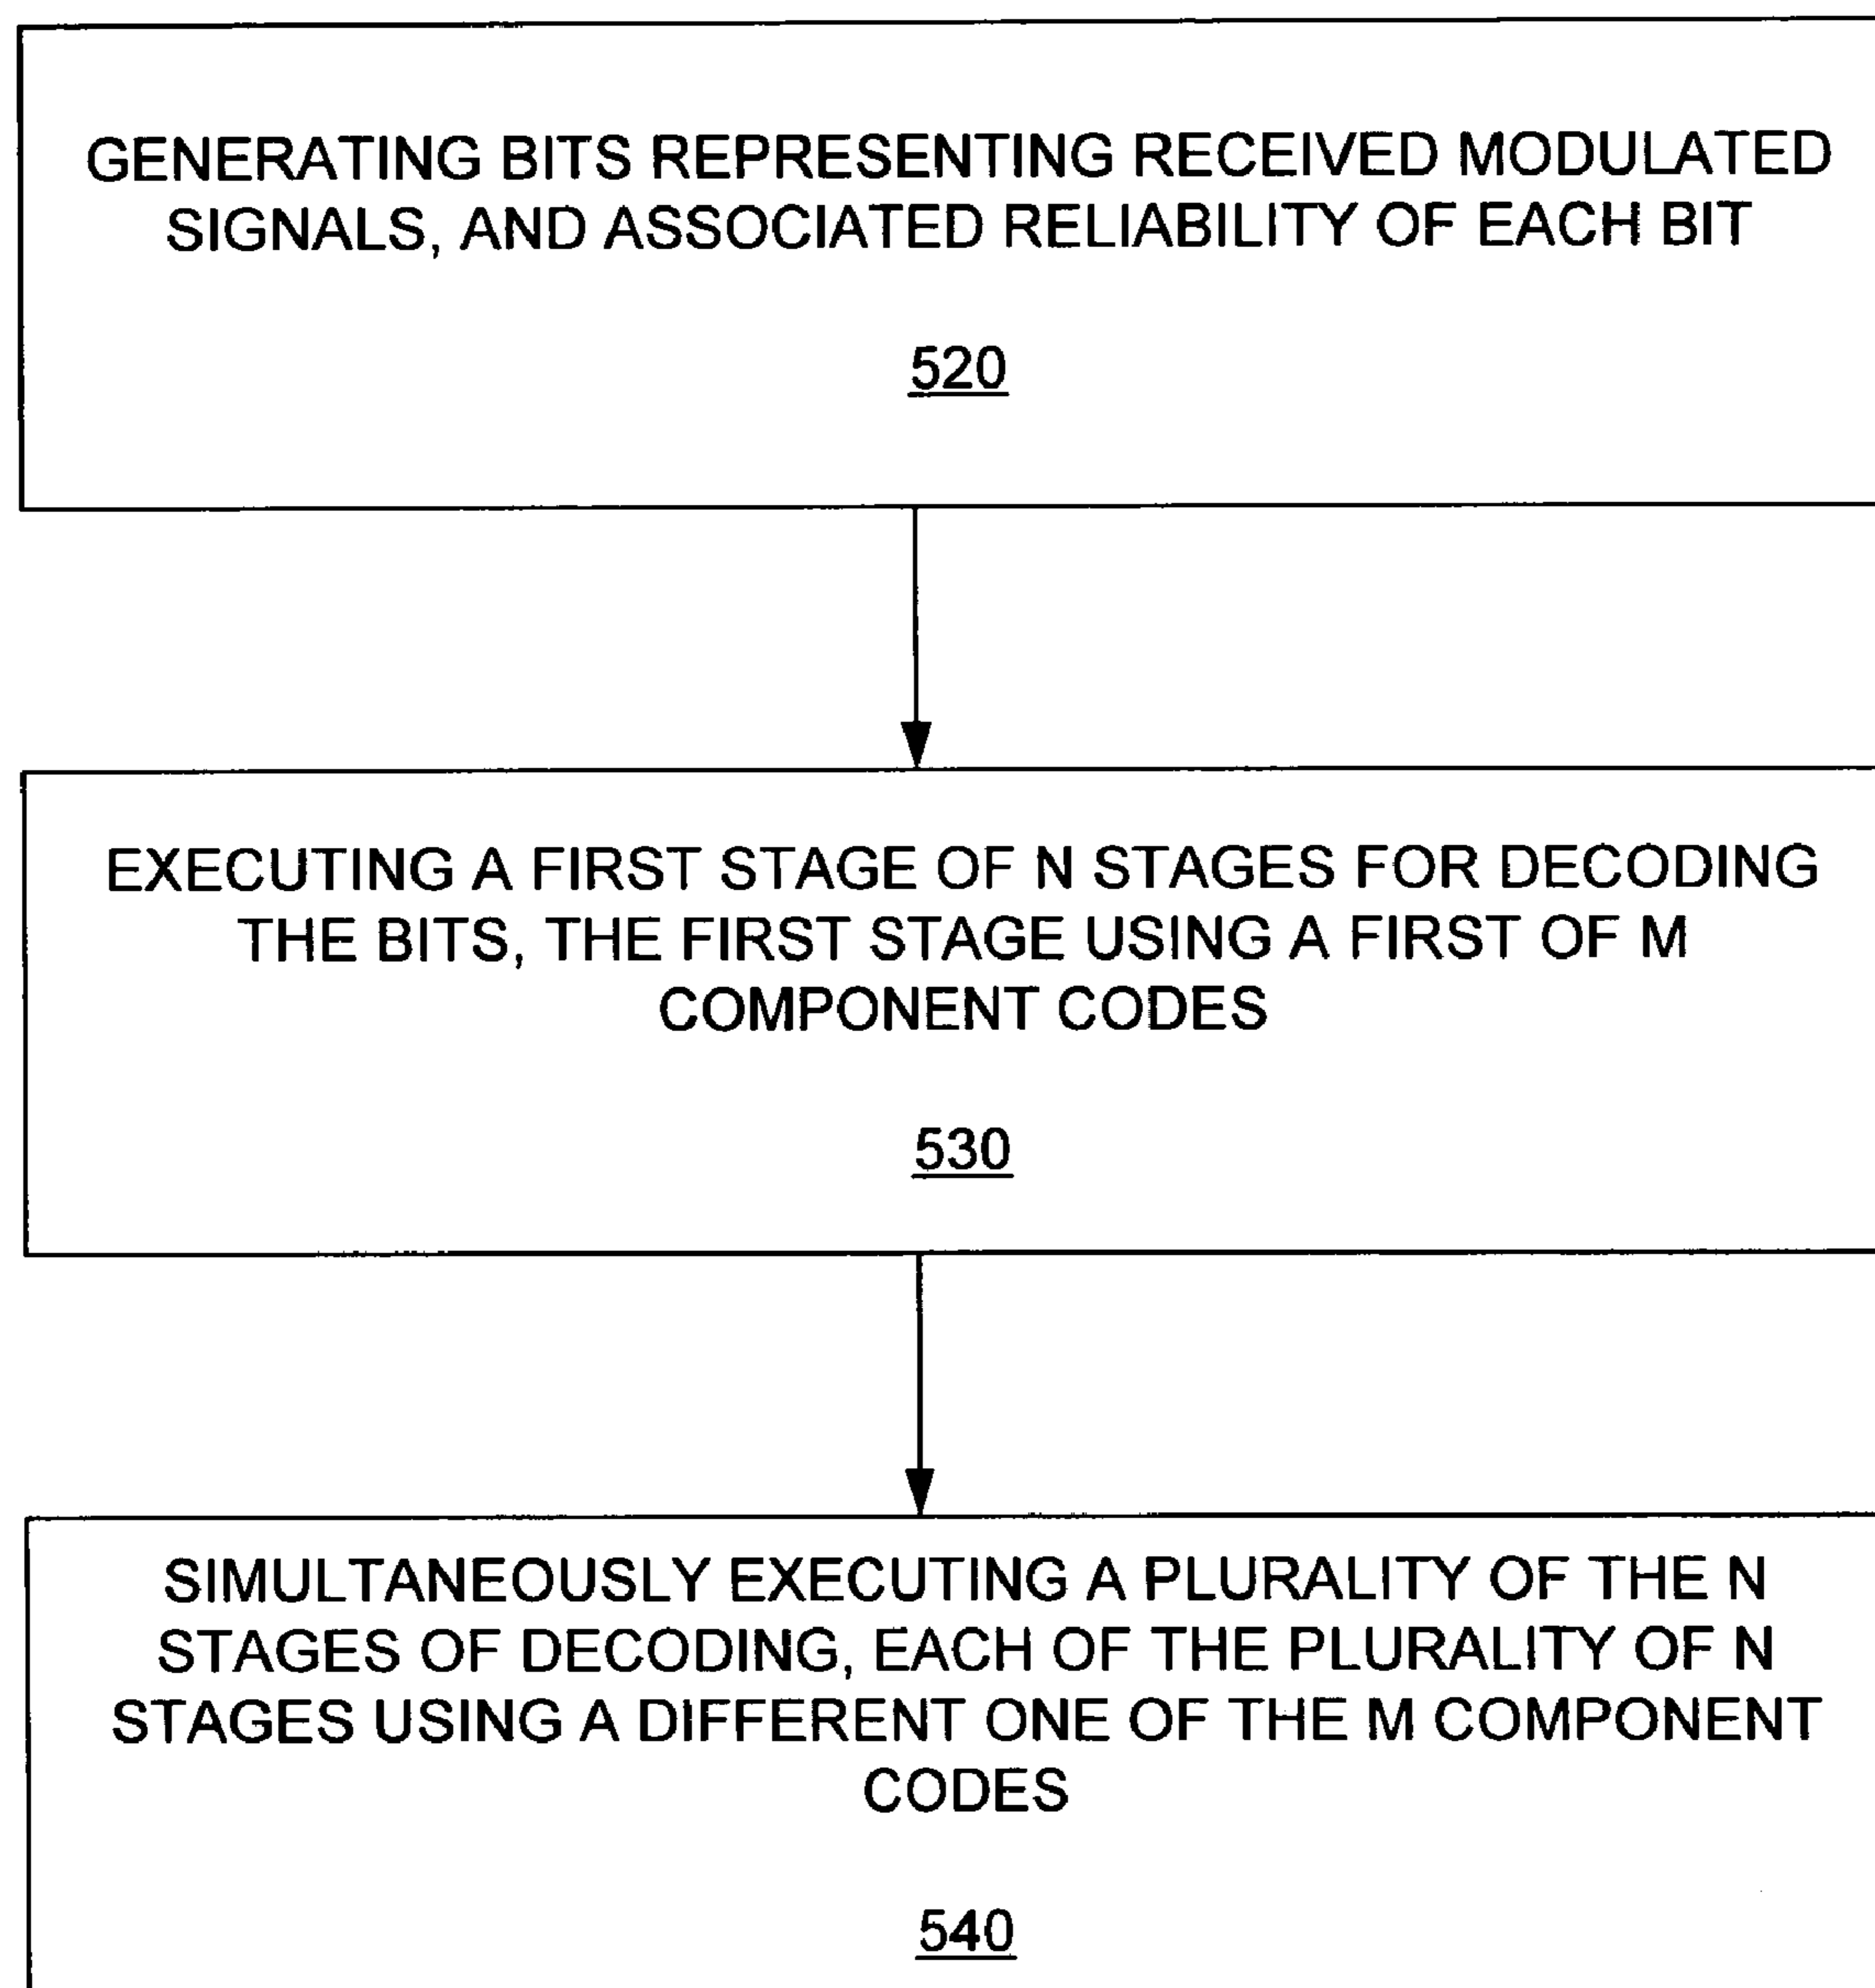 GENERATING BITS REPRESENTING RECEIVED MODULATED
SIGNALS, AND ASSOCIATED RELIABILITY OF EACH BIT
520
EXECUTING A FIRST STAGE OF N STAGES FOR DECODING
THE BITS, THE FIRST STAGE USING A FIRST OF M
COMPONENT CODES
530
SIMULTANEOUSLY EXECUTING A PLURALITY OF THE N
STAGES OF DECODING, EACH OF THE PLURALITY OF N
STAGES USING A DIFFERENT ONE OF THE M COMPONENT
CODES
540